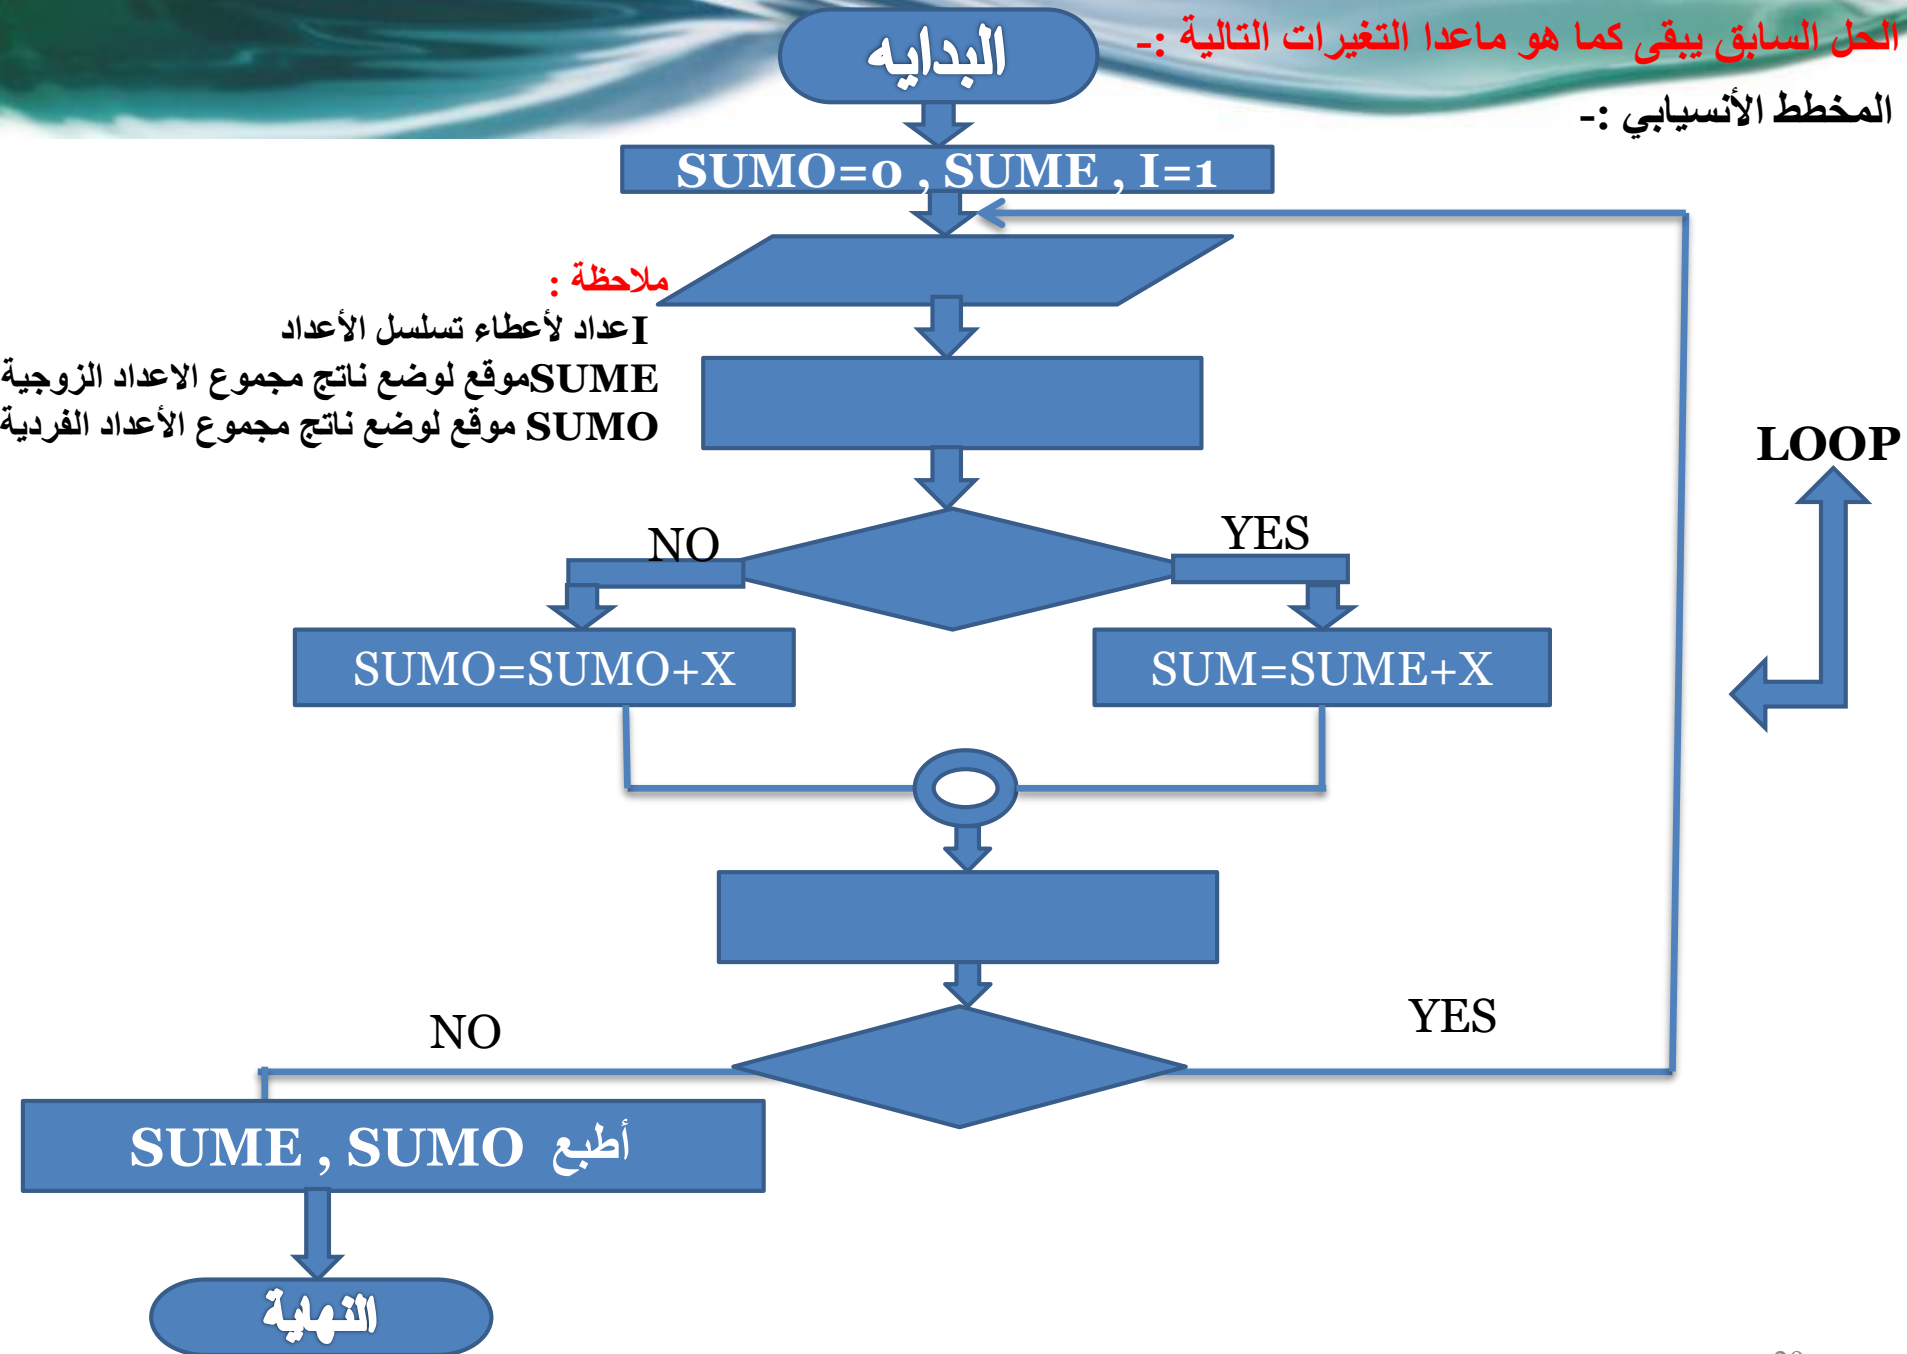 الحل السابق يبقى كما هو ماعدا التغيرات التالية :-
المخطط الأنسيابي :-
البدايه
SUMO=0 , SUME , I=1
ملاحظة :
Iعداد لأعطاء تسلسل الأعداد
SUMEموقع لوضع ناتج مجموع الاعداد الزوجية
SUMO موقع لوضع ناتج مجموع الأعداد الفردية
LOOP
NO
YES
SUMO=SUMO+X
SUM=SUME+X
NO
YES
أطبع SUME , SUMO
النهاية